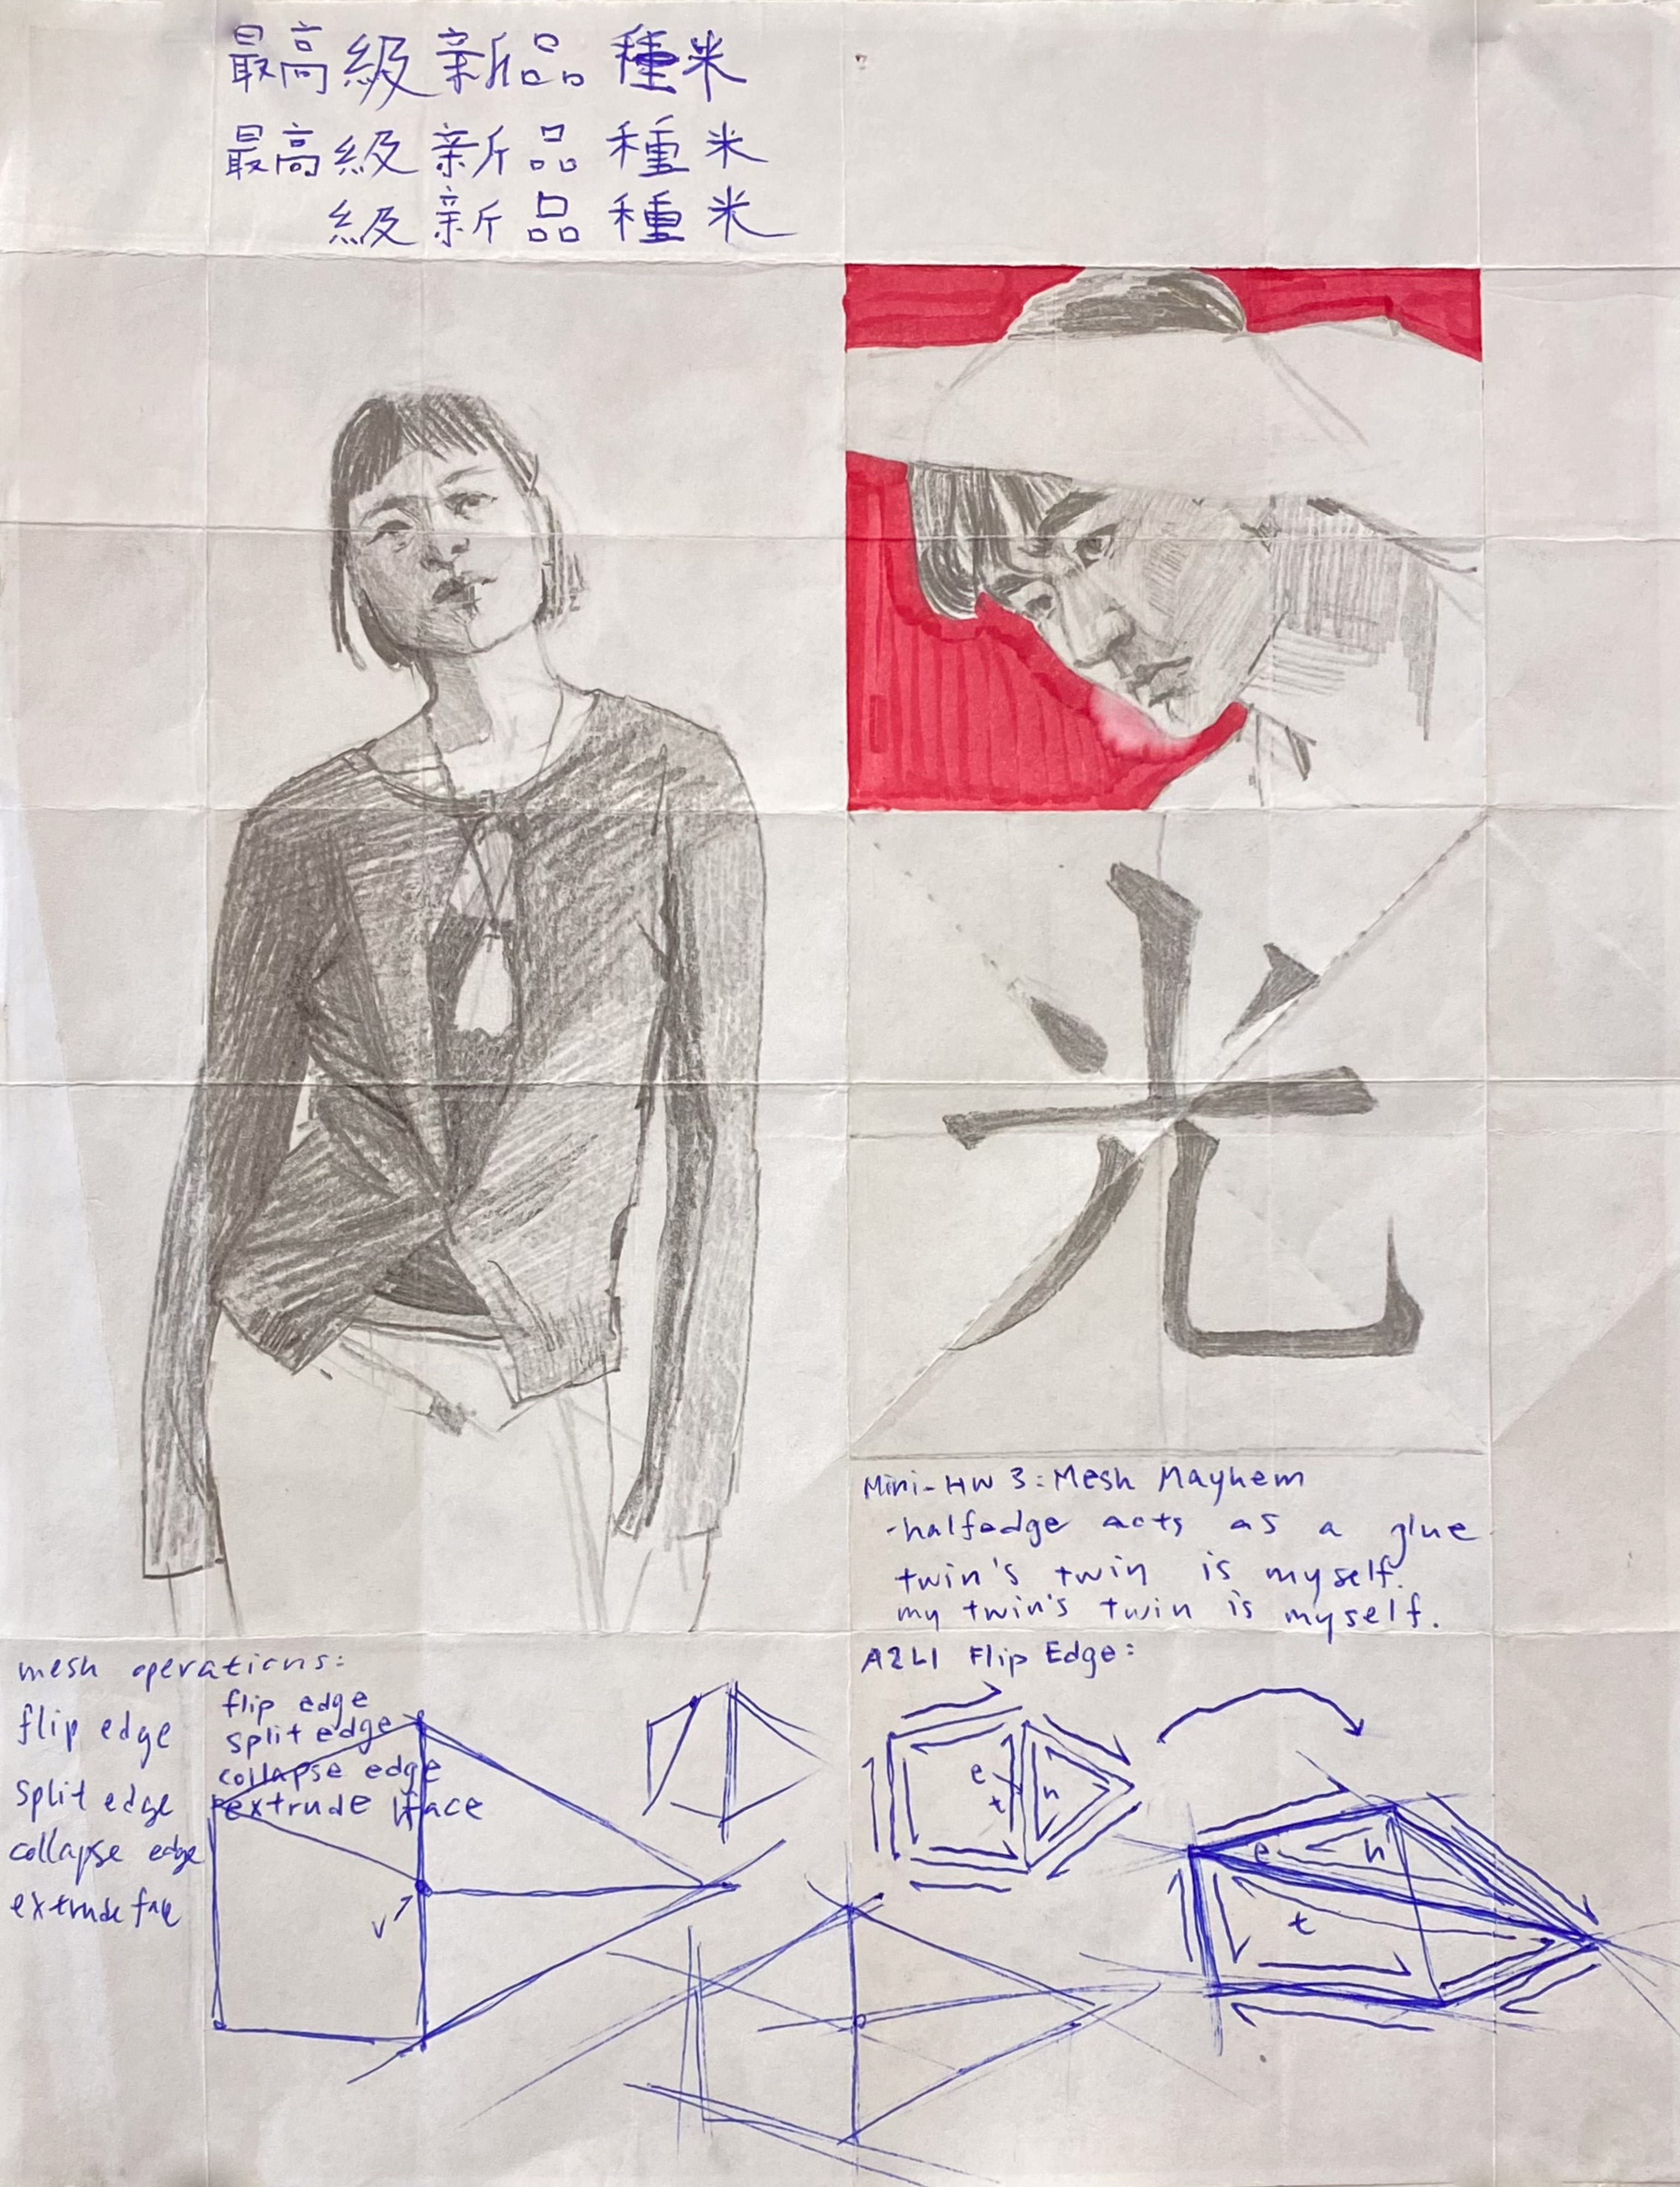 最高級新品種米
最高級新品種米
級新品種米
光
Mini-HW 3: Mesh Mayhem
-halfedge acts as a glue
twin's twin is myself.
my twin's twin is myself.
mesh operations:
flip edge
split edge
collapse edge
extrude fae
flip edge
split edge
collapse edge
extrude face
v
A2L1 Flip Edge:
e
t
h
e
h
t